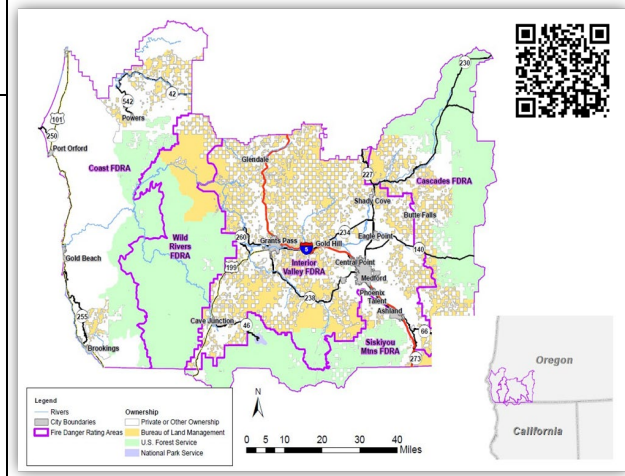 230
101
542
42
Powers
250
Port Orford
Glendale
Coast FDRA
227
Cascades FDRA
Shady Cove
Butte Falls
Wild
Rivers
FDRA
260
234
Eagle Point
Grants Pass
Gold Hill
140
5
Gold Beach
Interior
Valley FDRA
Central Point
199
Medford
238
Phoenix
Talent
255
Cave Junction
46
Ashland
66
Brookings
Siskiyou
Mtns FDRA
273
Legend
Rivers
City Boundaries
Fire Danger Rating Areas
Ownership
Private or Other Ownership
Bureau of Land Management
U.S. Forest Service
National Park Service
N
0 5 10 20 30 40
Miles
Oregon
California